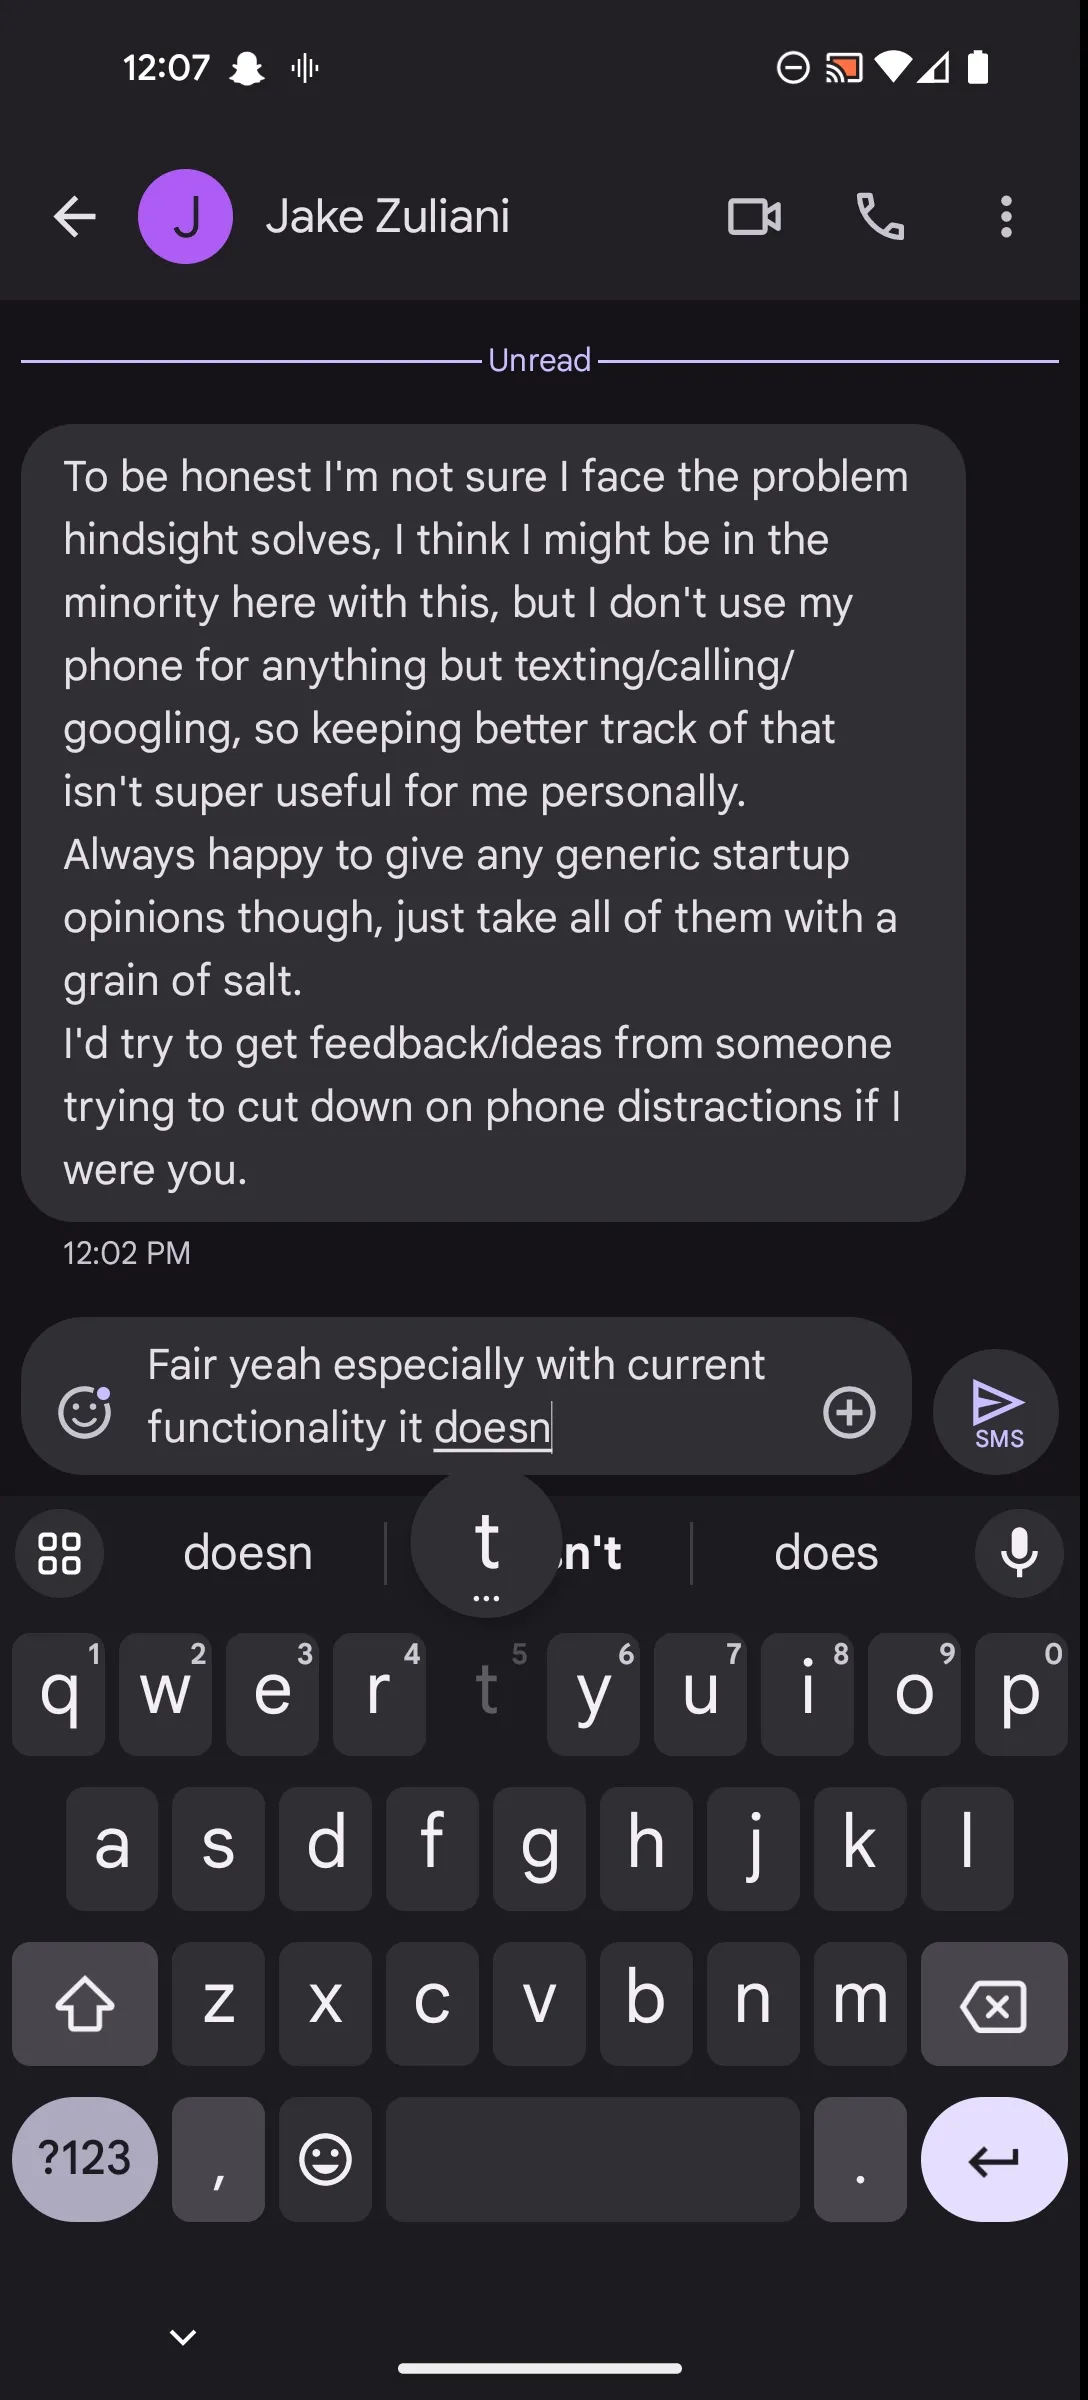 12:07
J Jake Zuliani
Unread
To be honest I'm not sure I face the problem
hindsight solves, I think I might be in the
minority here with this, but I don't use my
phone for anything but texting/calling/
googling, so keeping better track of that
isn't super useful for me personally.
Always happy to give any generic startup
opinions though, just take all of them with a
grain of salt.
I'd try to get feedback/ideas from someone
trying to cut down on phone distractions if I
were you.
12:02 PM
Fair yeah especially with current
functionality it doesn
SMS
doesn t n't does
... 
1 2 3 4 5 6 7 8 9 0
q w e r t y u i o p
a s d f g h j k l
z x c v b n m
?123 , .